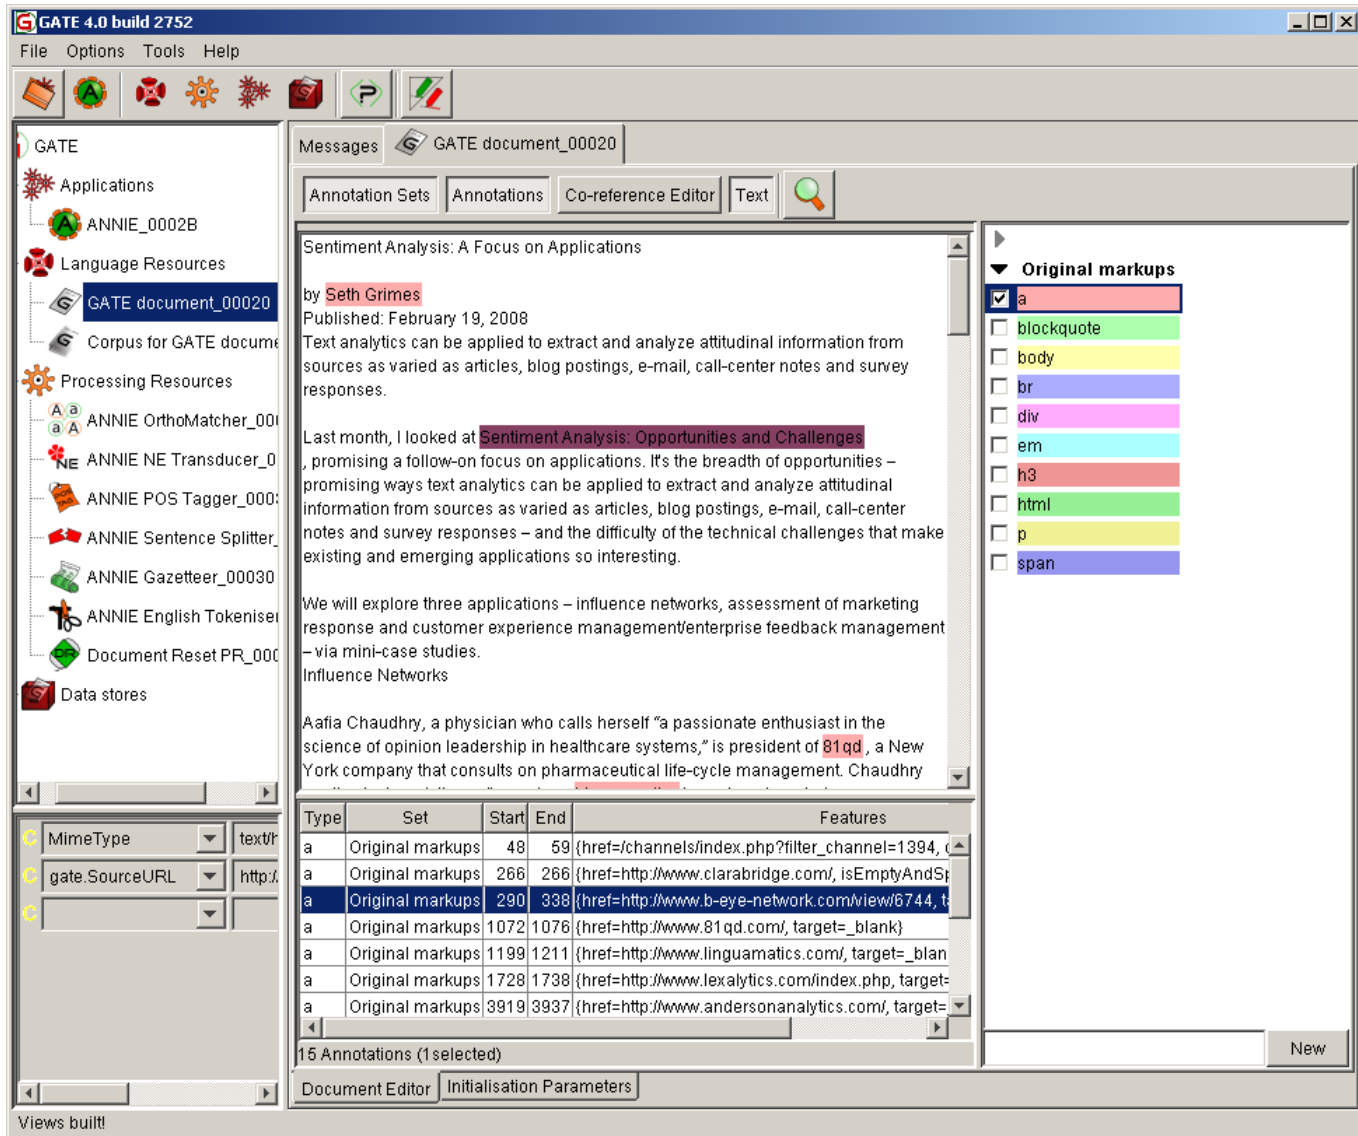 GATE 4.0 build 2752
File Options Tools Help
GATE
Applications
ANNIE_0002B
Language Resources
GATE document_00020
Corpus for GATE docume
Processing Resources
ANNIE OrthoMatcher_00
ANNIE NE Transducer_0
ANNIE POS Tagger_000
ANNIE Sentence Splitter_
ANNIE Gazetteer_00030
ANNIE English Tokeniser
Document Reset PR_000
Data stores
MimeType text/h
gate.SourceURL http:/
Messages GATE document_00020
Annotation Sets Annotations Co-reference Editor Text
Sentiment Analysis: A Focus on Applications
by Seth Grimes
Published: February 19, 2008
Text analytics can be applied to extract and analyze attitudinal information from
sources as varied as articles, blog postings, e-mail, call-center notes and survey
responses.
Last month, I looked at Sentiment Analysis: Opportunities and Challenges
, promising a follow-on focus on applications. It's the breadth of opportunities –
promising ways text analytics can be applied to extract and analyze attitudinal
information from sources as varied as articles, blog postings, e-mail, call-center
notes and survey responses – and the difficulty of the technical challenges that make
existing and emerging applications so interesting.
We will explore three applications – influence networks, assessment of marketing
response and customer experience management/enterprise feedback management
– via mini-case studies.
Influence Networks
Aafia Chaudhry, a physician who calls herself “a passionate enthusiast in the
science of opinion leadership in healthcare systems,” is president of 81qd , a New
York company that consults on pharmaceutical life-cycle management. Chaudhry
Type Set Start End Features
a Original markups 48 59 {href=/channels/index.php?filter_channel=1394, c
a Original markups 266 266 {href=http://www.clarabridge.com/, isEmptyAndSp
a Original markups 290 338 {href=http://www.b-eye-network.com/view/6744, t
a Original markups 1072 1076 {href=http://www.81qd.com/, target=_blank}
a Original markups 1199 1211 {href=http://www.linguamatics.com/, target=_blan
a Original markups 1728 1738 {href=http://www.lexalytics.com/index.php, target=
a Original markups 3919 3937 {href=http://www.andersonanalytics.com/, target=
15 Annotations (1selected)
Document Editor Initialisation Parameters
Original markups
a
blockquote
body
br
div
em
h3
html
p
span
New
Views built!